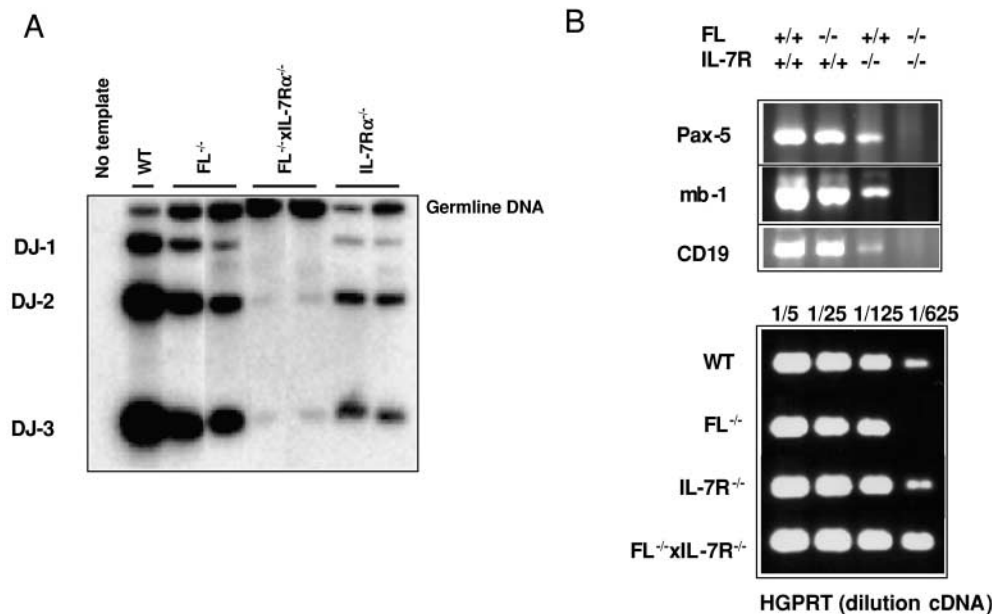 A
No template
WT
FL-/-
FL-/-xIL-7Rα-/-
IL-7Rα-/-
Germline DNA
DJ-1
DJ-2
DJ-3
B
FL +/+ -/- +/+ -/-
IL-7R +/+ +/+ -/- -/-
Pax-5
mb-1
CD19
1/5 1/25 1/125 1/625
WT
FL-/-
IL-7R-/-
FL-/-xIL-7R-/-
HGPRT (dilution cDNA)